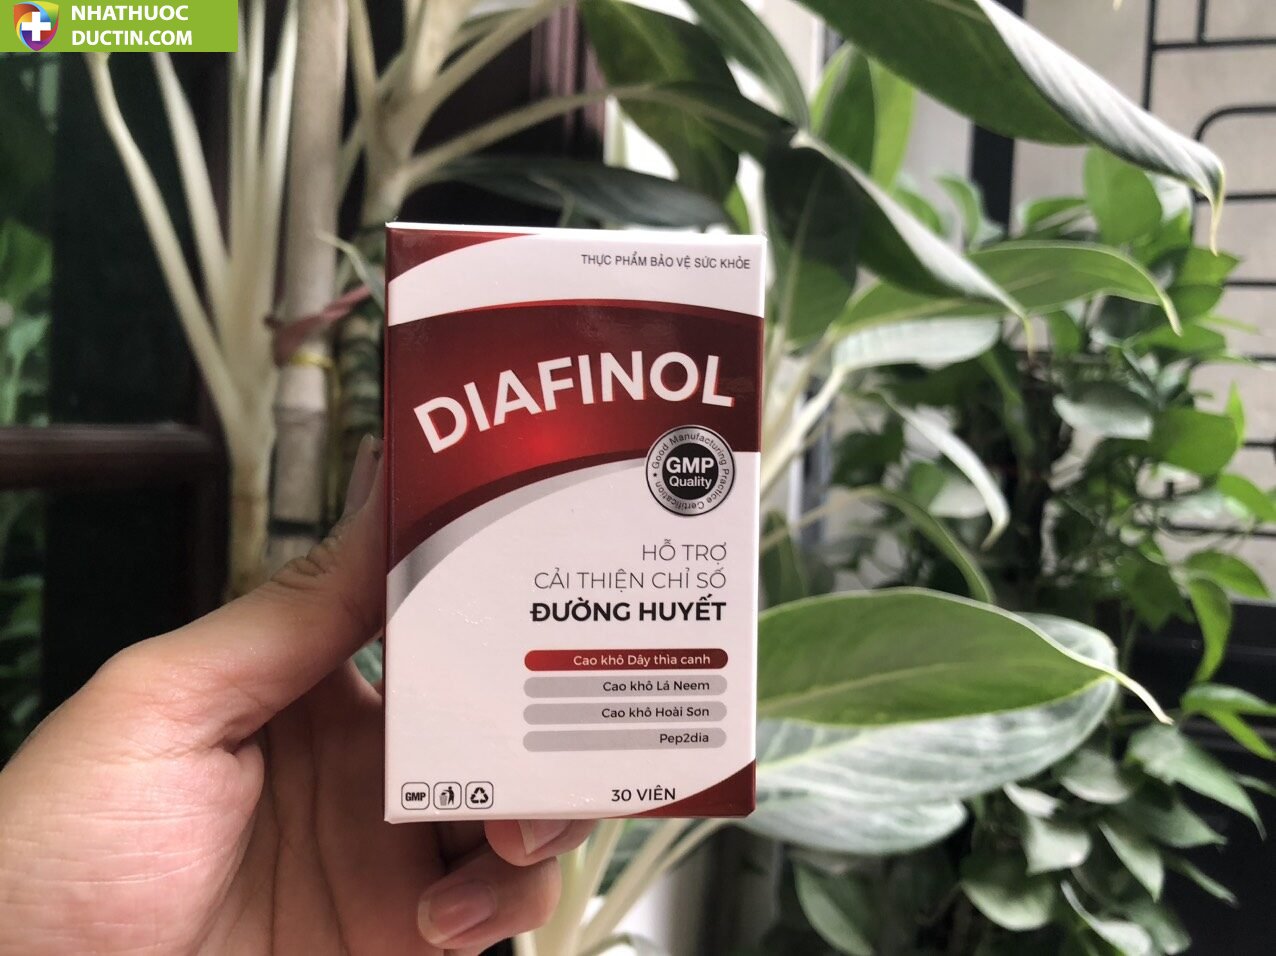 NHATHUOC
DUCTIN.COM
THỰC PHẨM BẢO VỆ SỨC KHỎE
DIAFINOL
Good Manufacturing Practice Certification
GMP
Quality
HỖ TRỢ
CẢI THIỆN CHỈ SỐ
ĐƯỜNG HUYẾT
Cao khô Dây thìa canh
Cao khô Lá Neem
Cao khô Hoài Sơn
Pep2dia
GMP
30 VIÊN